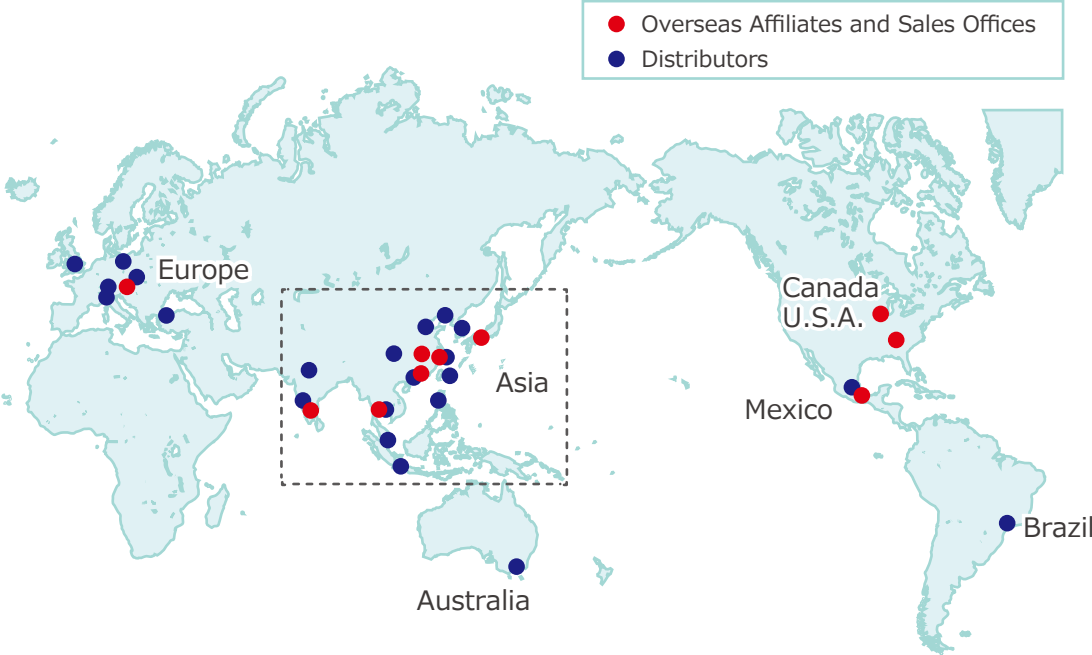 Overseas Affiliates and Sales Offices
Distributors
Europe
Canada
U.S.A.
Asia
Mexico
Brazil
Australia